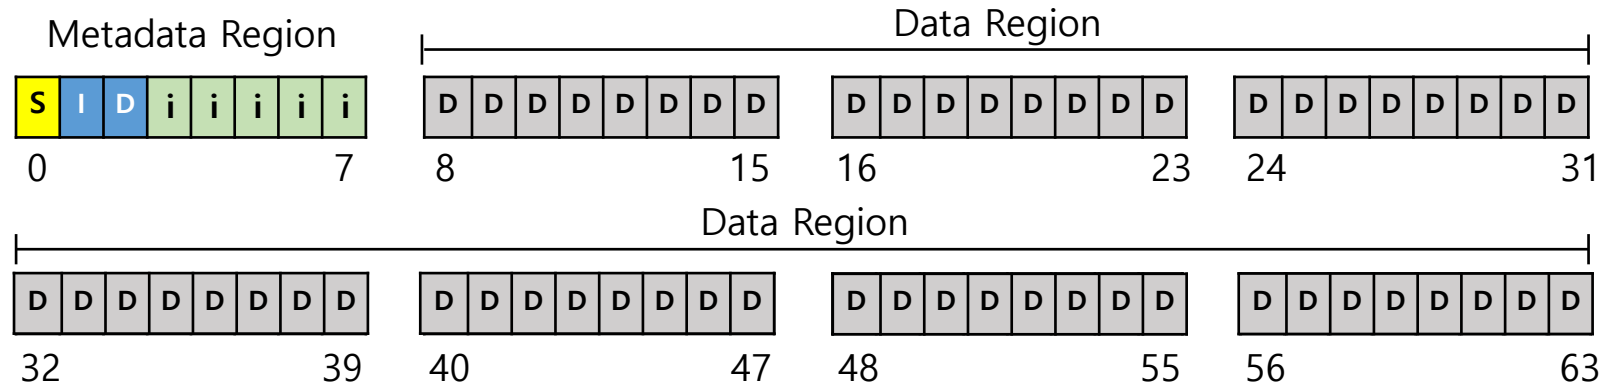 Metadata Region Data Region
S I D i i i i i D D D D D D D D D D D D D D D D D D D D D D D D
0 7 8 15 16 23 24 31
Data Region
D D D D D D D D D D D D D D D D D D D D D D D D D D D D D D D D
32 39 40 47 48 55 56 63